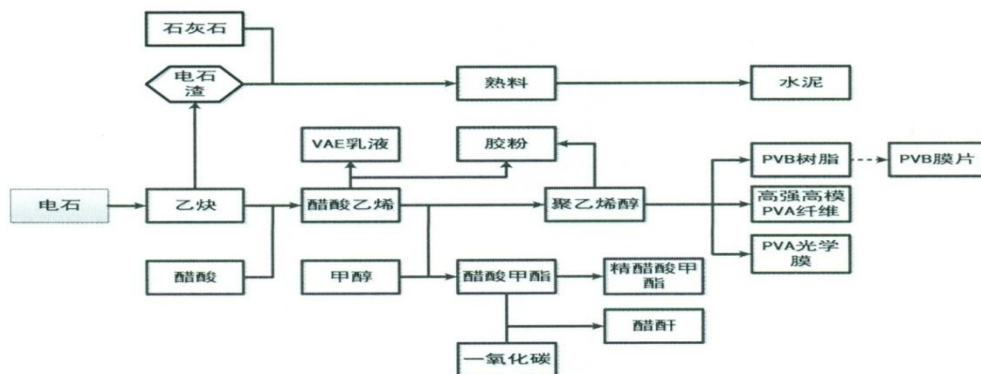 石灰石
电石
渣
熟料
水泥
VAE乳液
胶粉
PVB树脂
PVB膜片
电石
乙炔
醋酸乙烯
聚乙烯醇
高强高模
PVA纤维
PVA光学
膜
醋酸
甲醇
醋酸甲酯
精醋酸甲
酯
醋酐
一氧化碳